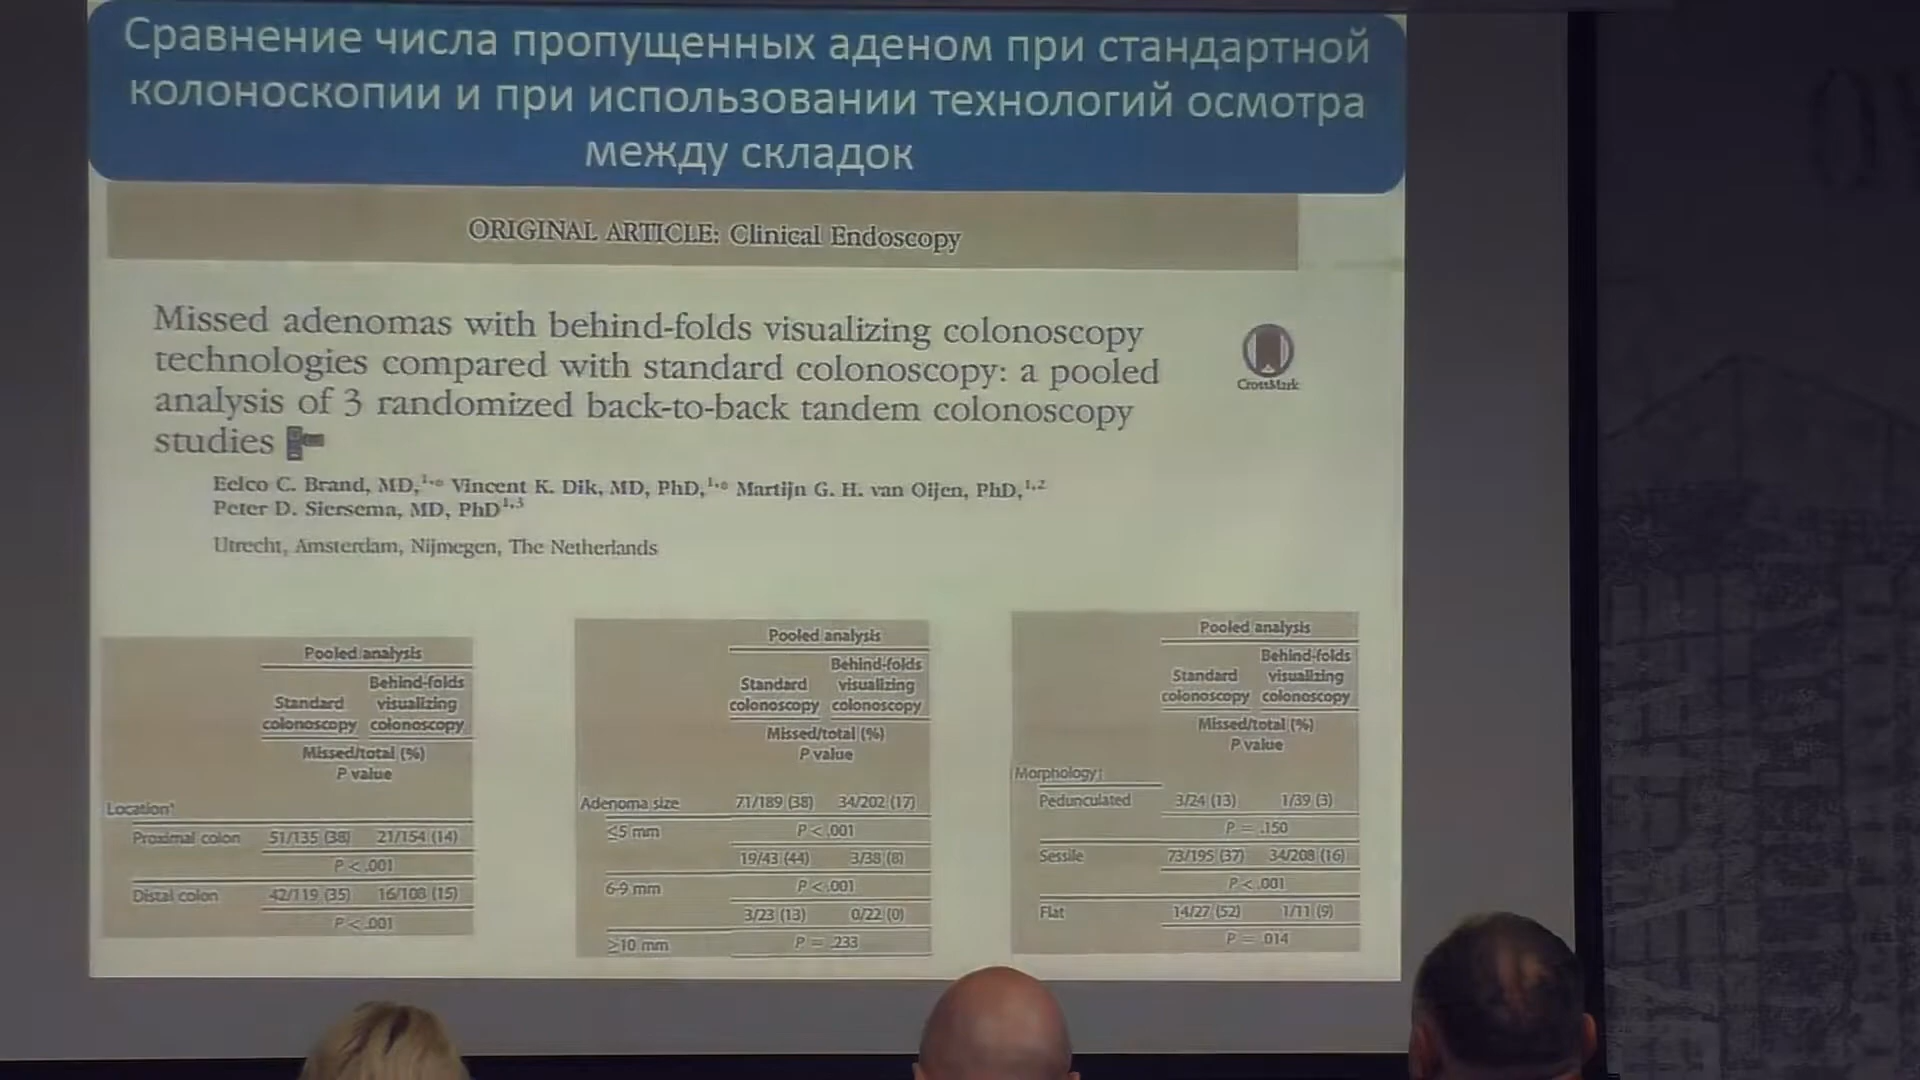 Сравнение числа пропущенных аденом при стандартной
колоноскопии и при использовании технологий осмотра
между складок
ORIGINAL ARTICLE: Clinical Endoscopy
Missed adenomas with behind-folds visualizing colonoscopy
technologies compared with standard colonoscopy: a pooled
analysis of 3 randomized back-to-back tandem colonoscopy
studies
CrossMark
Eelco C. Brand, MD,¹,* Vincent K. Dik, MD, PhD,¹,* Martijn G. H. van Oijen, PhD,¹,²
Peter D. Siersema, MD, PhD¹,³
Utrecht, Amsterdam, Nijmegen, The Netherlands
Pooled analysis
Behind-folds
Standard visualizing
colonoscopy colonoscopy
Missed/total (%)
P value
Location†
Proximal colon 51/135 (38) 21/154 (14)
P < .001
Distal colon 42/119 (35) 16/108 (15)
P < .001
Pooled analysis
Behind-folds
Standard visualizing
colonoscopy colonoscopy
Missed/total (%)
P value
Adenoma size 71/189 (38) 34/202 (17)
≤5 mm P < .001
19/43 (44) 3/38 (8)
6-9 mm P < .001
3/23 (13) 0/22 (0)
≥10 mm P = .233
Pooled analysis
Behind-folds
Standard visualizing
colonoscopy colonoscopy
Missed/total (%)
P value
Morphology†
Pedunculated 3/24 (13) 1/39 (3)
P = .150
Sessile 73/195 (37) 34/208 (16)
P < .001
Flat 14/27 (52) 1/11 (9)
P = .014